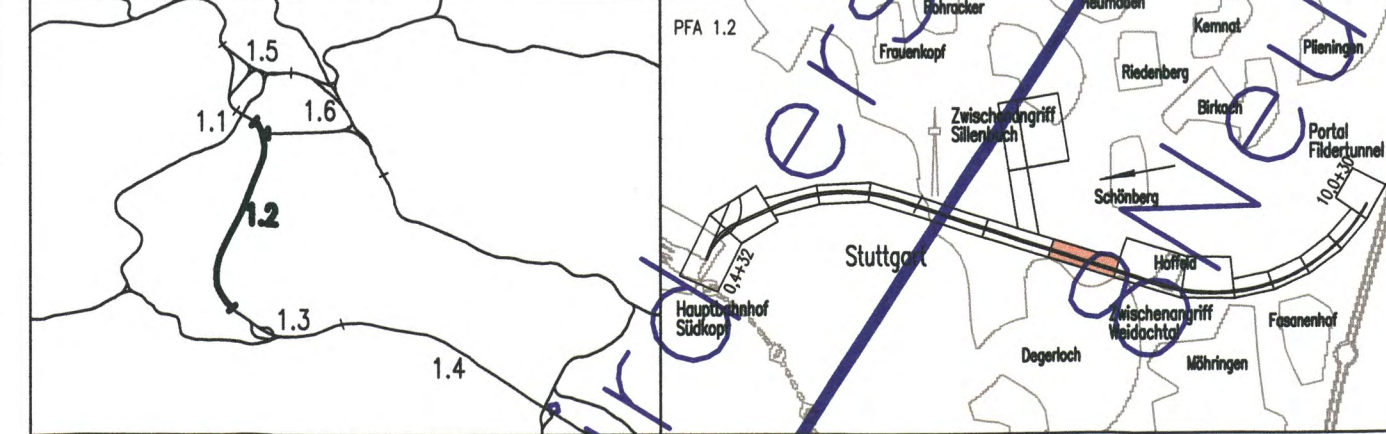 1.5
1.1
1.6
1.2
1.3
1.4
PFA 1.2
Frauenkopf
Kemnat
Plieningen
Riedenberg
Birkach
Zwischenangriff
Sillenbuch
Portal
Fildertunnel
10,0+30
Schönberg
Stuttgart
Hoffeld
0,4+32
Hauptbahnhof
Südkopf
Zwischenangriff
Weidachtal
Fasanenhof
Degerloch
Möhringen